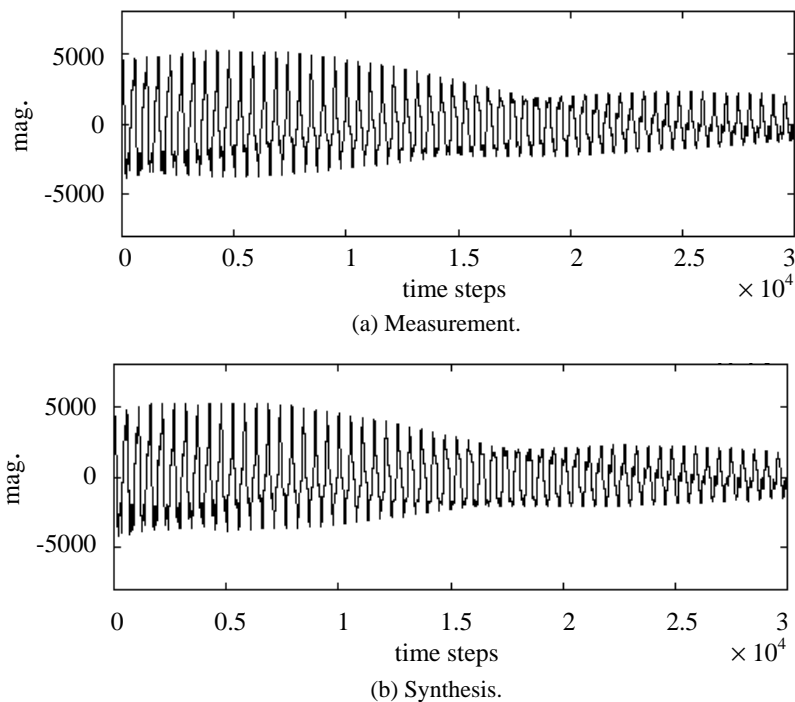 5000
0
-5000
mag.
0 0.5 1 1.5 2 2.5 3
time steps
× 10^4
(a) Measurement.
5000
0
-5000
mag.
0 0.5 1 1.5 2 2.5 3
time steps
× 10^4
(b) Synthesis.